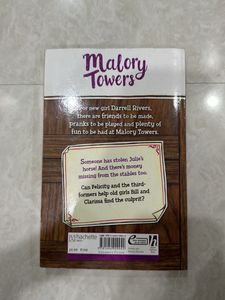 Malory
Towers
For new girl Darrell Rivers,
there are friends to be made,
pranks to be played and plenty of
fun to be had at Malory Towers.
Someone has stolen Julie's
horse! And there's money
missing from the stables too.
Can Felicity and the third-
formers help old girls Bill and
Clarissa find the culprit?
hachette